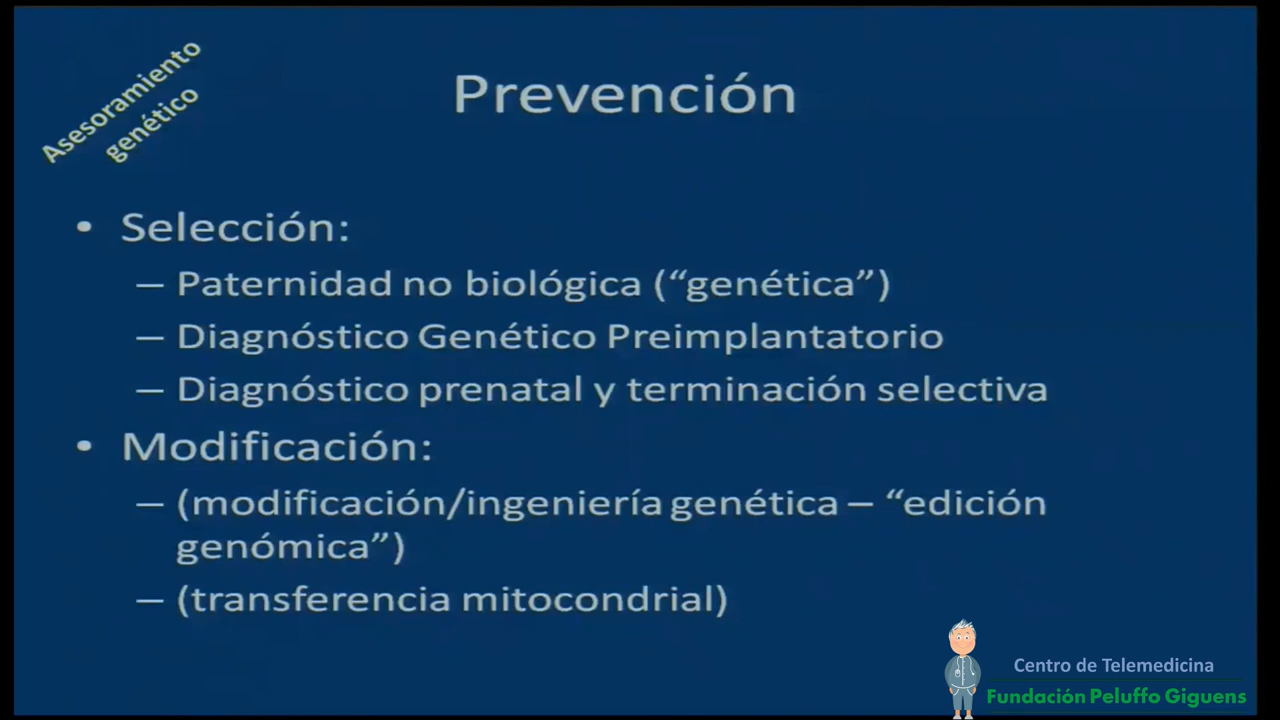 Asesoramiento
genético
Prevención
• Selección:
– Paternidad no biológica (“genética”)
– Diagnóstico Genético Preimplantatorio
– Diagnóstico prenatal y terminación selectiva
• Modificación:
– (modificación/ingeniería genética – “edición
genómica”)
– (transferencia mitocondrial)
Centro de Telemedicina
Fundación Peluffo Giguens